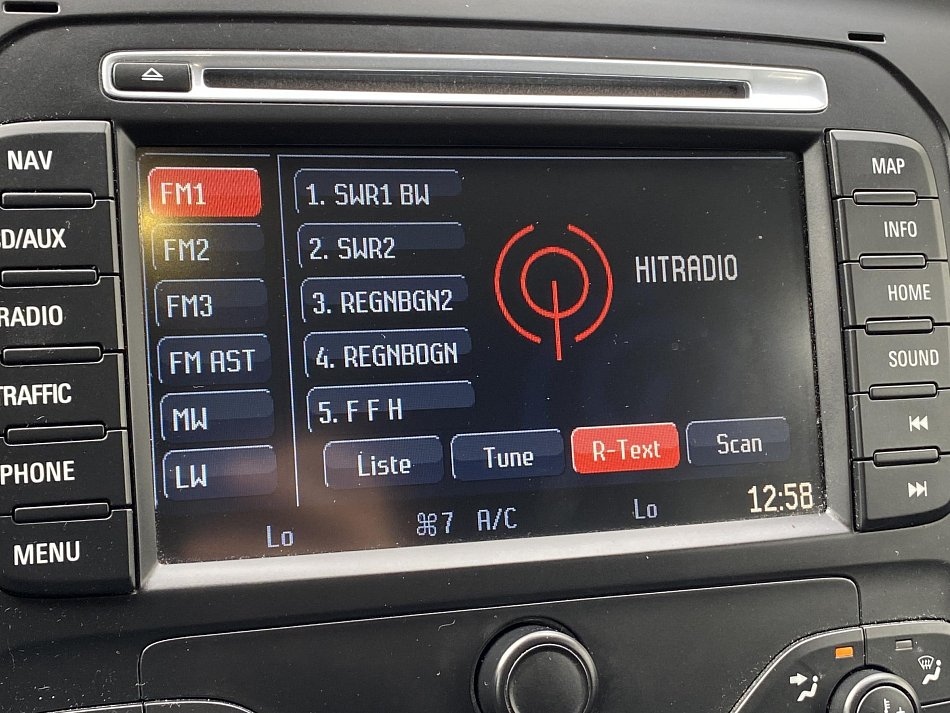 NAV
D/AUX
RADIO
TRAFFIC
PHONE
MENU
FM1
FM2
FM3
FM AST
MW
LW
1. SWR1 BW
2. SWR2
3. REGNBGN2
4. REGNBOGN
5. F F H
HITRADIO
Liste
Tune
R-Text
Scan
Lo
7 A/C
Lo
12:58
MAP
INFO
HOME
SOUND